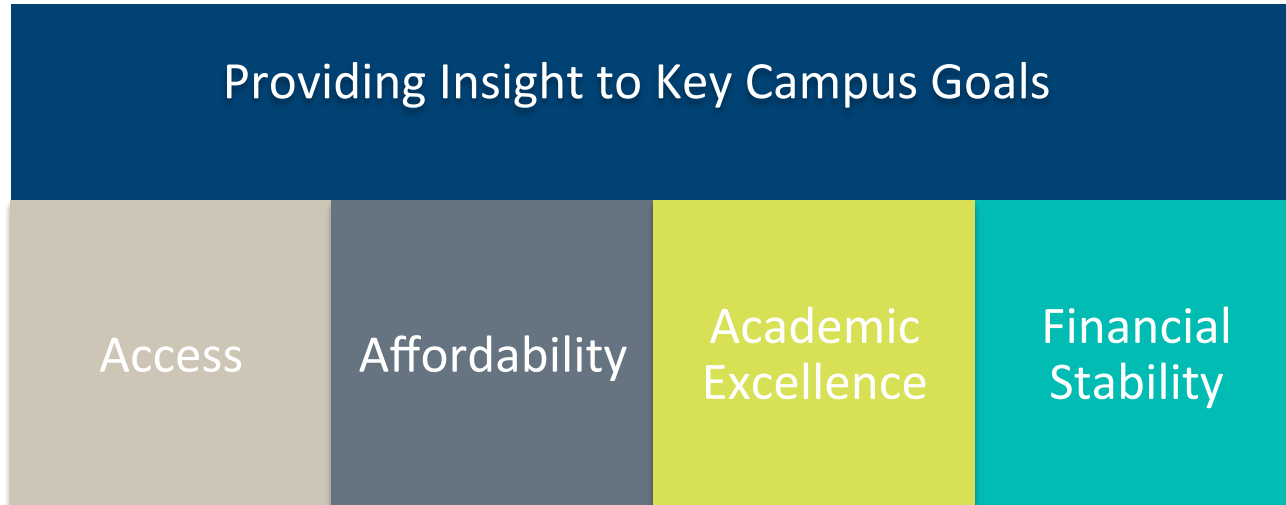 Providing Insight to Key Campus Goals
Access
Affordability
Academic
Excellence
Financial
Stability